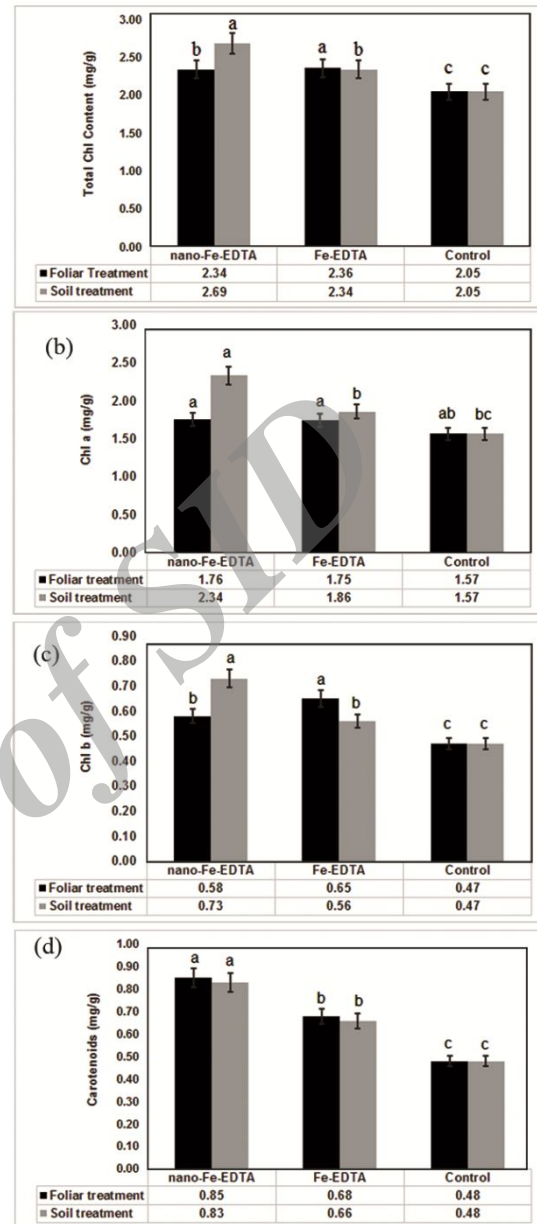 3.00
a
b
a
b
c
c
2.50
2.00
1.50
1.00
0.50
0.00
Total Chl Content (mg/g)
nano-Fe-EDTA Fe-EDTA Control
Foliar Treatment 2.34 2.36 2.05
Soil treatment 2.69 2.34 2.05
(b)
3.00
a
a
a
b
ab
bc
2.50
2.00
1.50
1.00
0.50
0.00
Chl a (mg/g)
nano-Fe-EDTA Fe-EDTA Control
Foliar treatment 1.76 1.75 1.57
Soil treatment 2.34 1.86 1.57
(c)
0.90
b
a
a
b
c
c
0.80
0.70
0.60
0.50
0.40
0.30
0.20
0.10
0.00
Chl b (mg/g)
nano-Fe-EDTA Fe-EDTA Control
Foliar treatment 0.58 0.65 0.47
Soil treatment 0.73 0.56 0.47
(d)
1.00
a
a
b
b
c
c
0.90
0.80
0.70
0.60
0.50
0.40
0.30
0.20
0.10
0.00
Carotenoids (mg/g)
nano-Fe-EDTA Fe-EDTA Control
Foliar treatment 0.85 0.68 0.48
Soil treatment 0.83 0.66 0.48
of SID